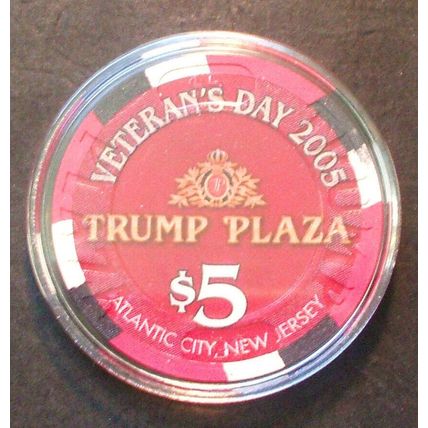 VETERAN'S DAY 2005
TRUMP PLAZA
$5
ATLANTIC CITY, NEW JERSEY